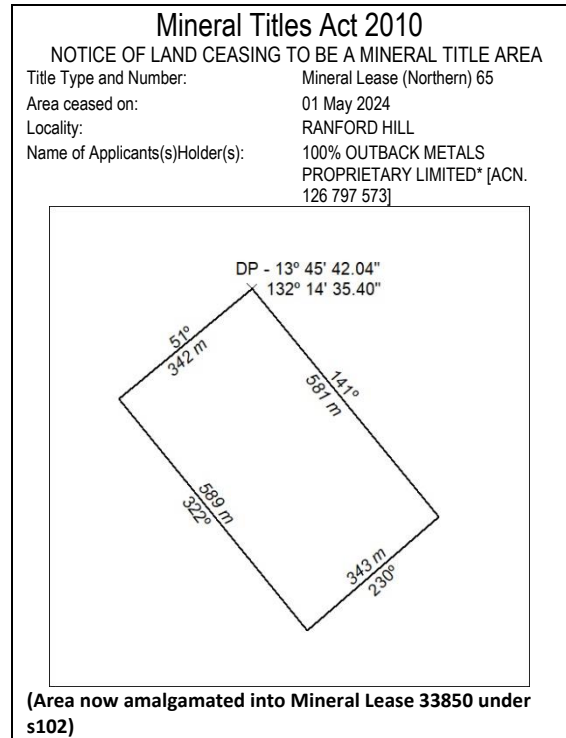 Mineral Titles Act 2010
NOTICE OF LAND CEASING TO BE A MINERAL TITLE AREA
Title Type and Number: Mineral Lease (Northern) 65
Area ceased on: 01 May 2024
Locality: RANFORD HILL
Name of Applicants(s)Holder(s): 100% OUTBACK METALS
PROPRIETARY LIMITED* [ACN.
126 797 573]
DP - 13º 45' 42.04"
132º 14' 35.40"
51º
342 m
141º
581 m
589 m
322º
343 m
230º
(Area now amalgamated into Mineral Lease 33850 under
s102)